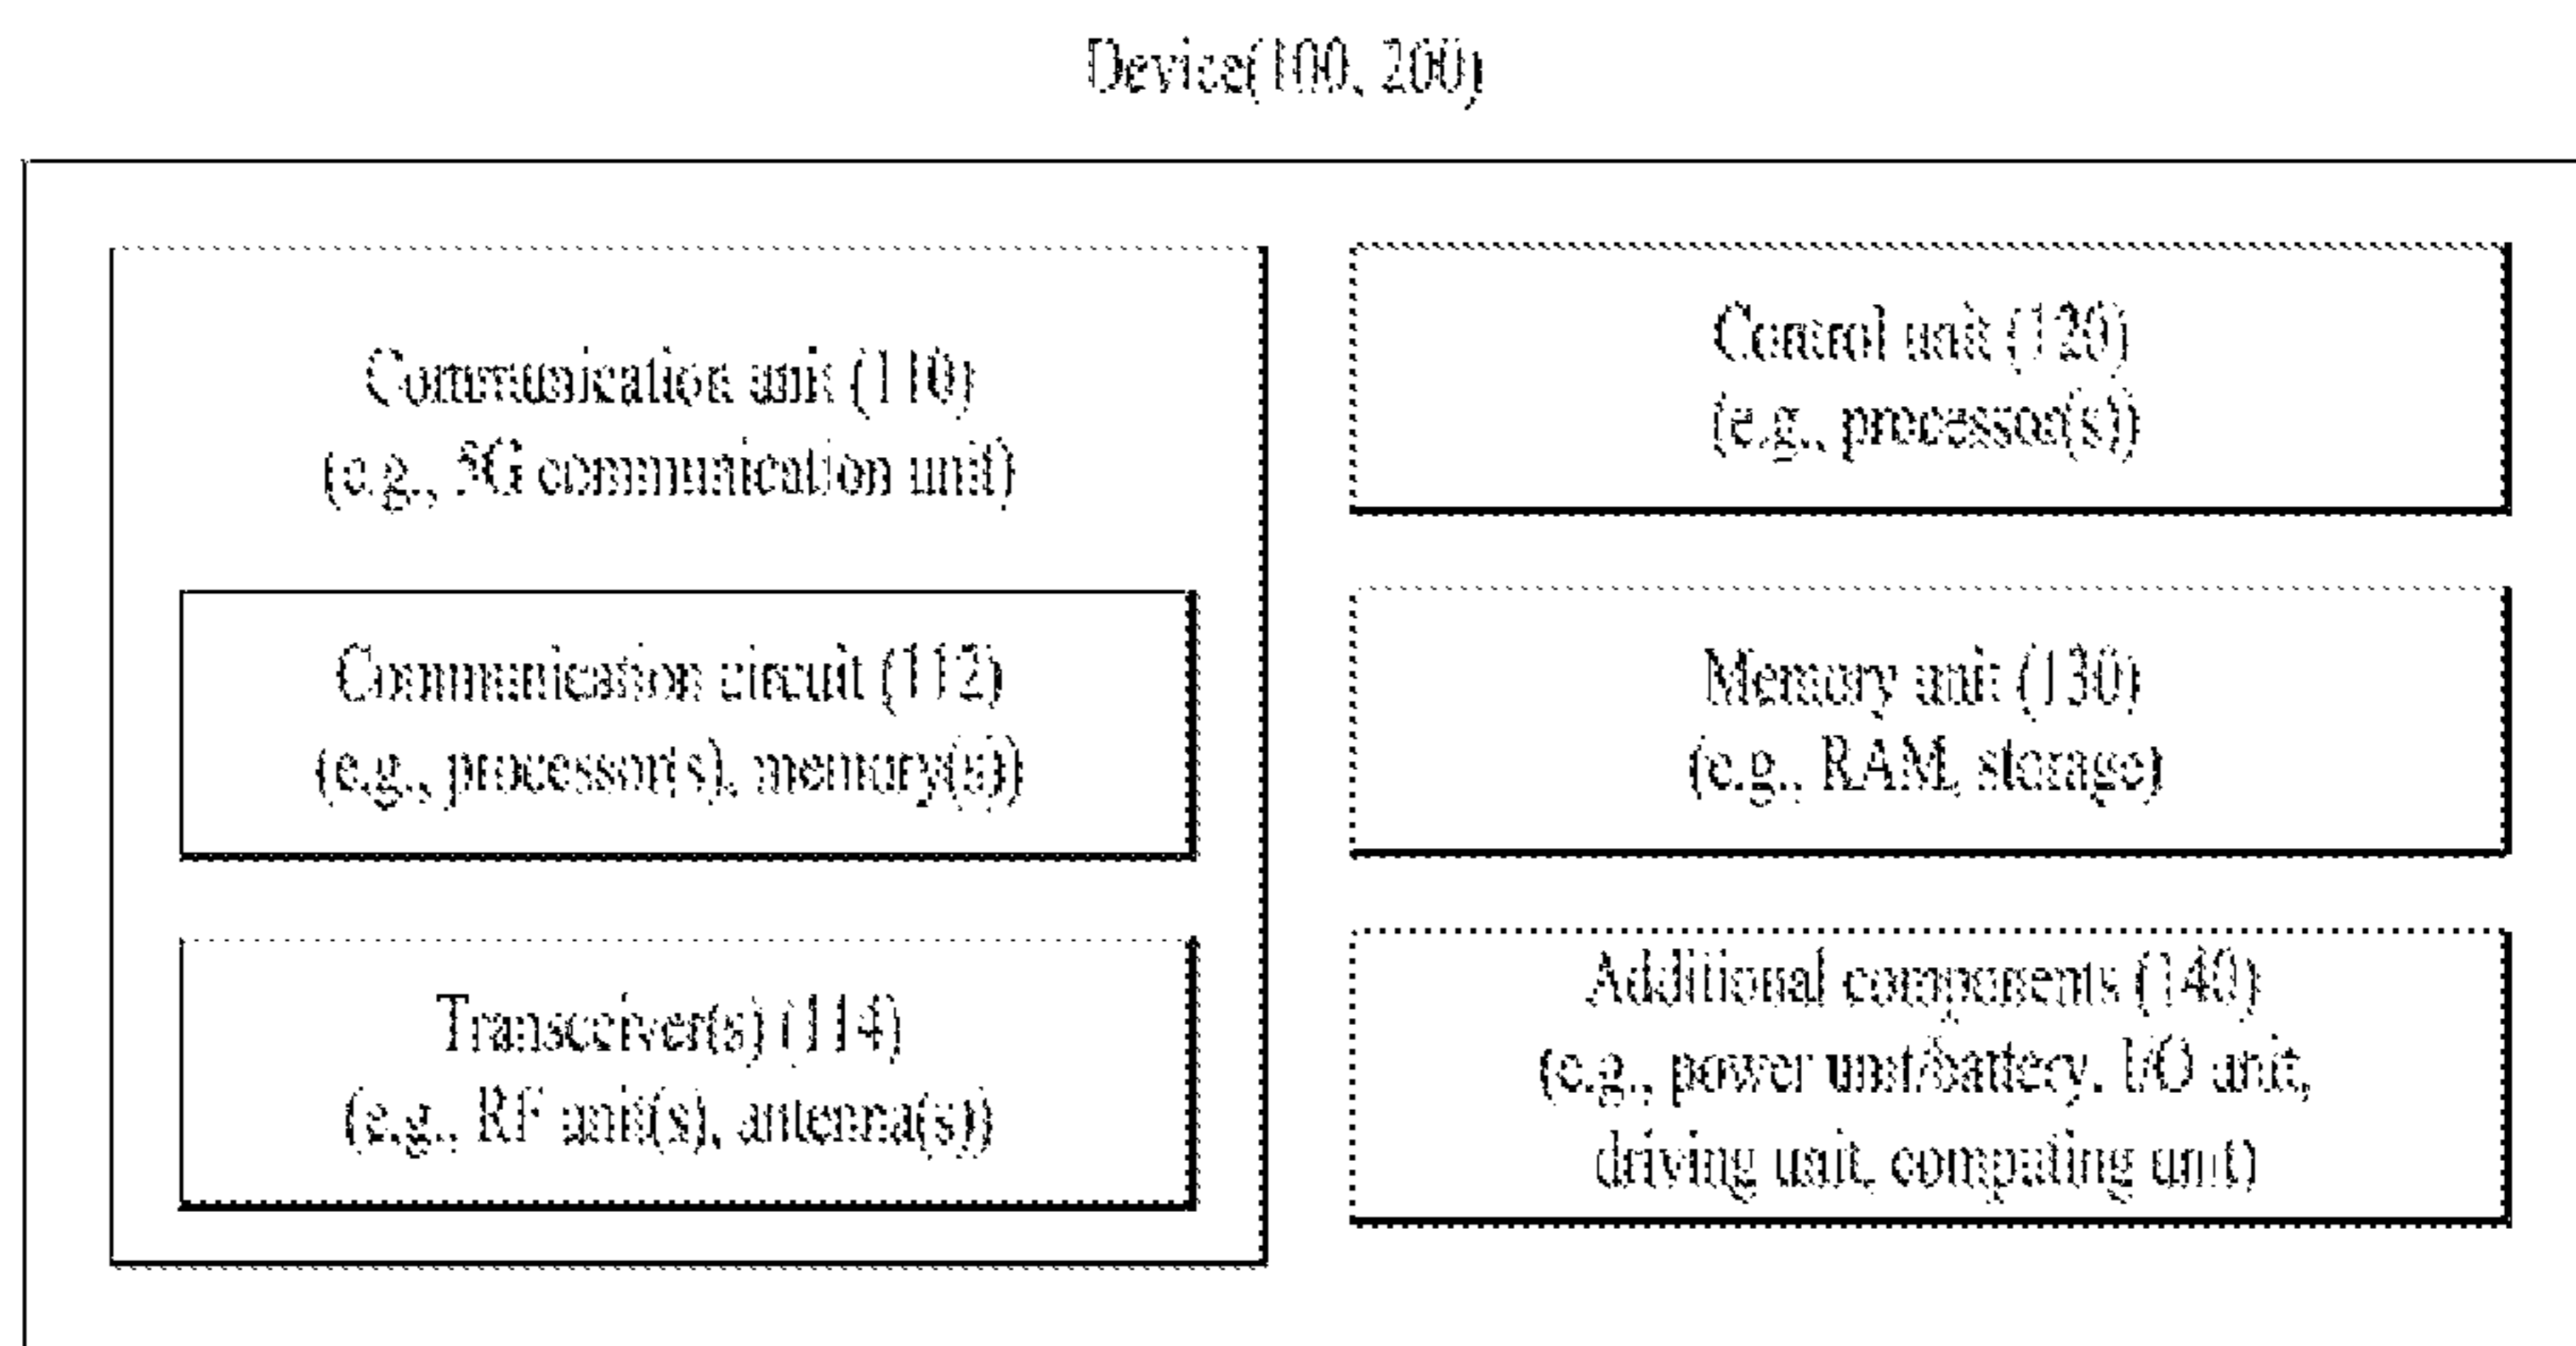 Device(100, 200)
Communication unit (110)
(e.g., 5G communication unit)
Communication circuit (112)
(e.g., processor(s), memory(s))
Transceiver(s) (114)
(e.g., RF unit(s), antenna(s))
Control unit (120)
(e.g., processor(s))
Memory unit (130)
(e.g., RAM, storage)
Additional components (140)
(e.g., power unit/battery, I/O unit,
driving unit, computing unit)